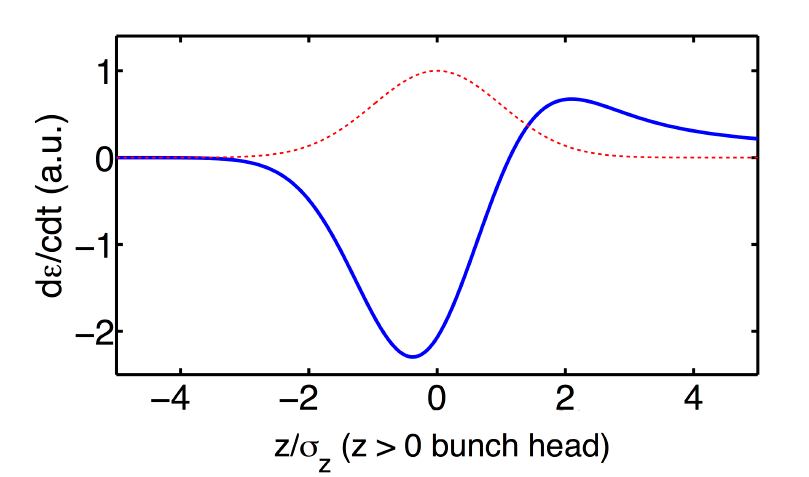 1
0
−1
−2
dε/cdt (a.u.)
−4 −2 0 2 4
z/σz (z > 0 bunch head)